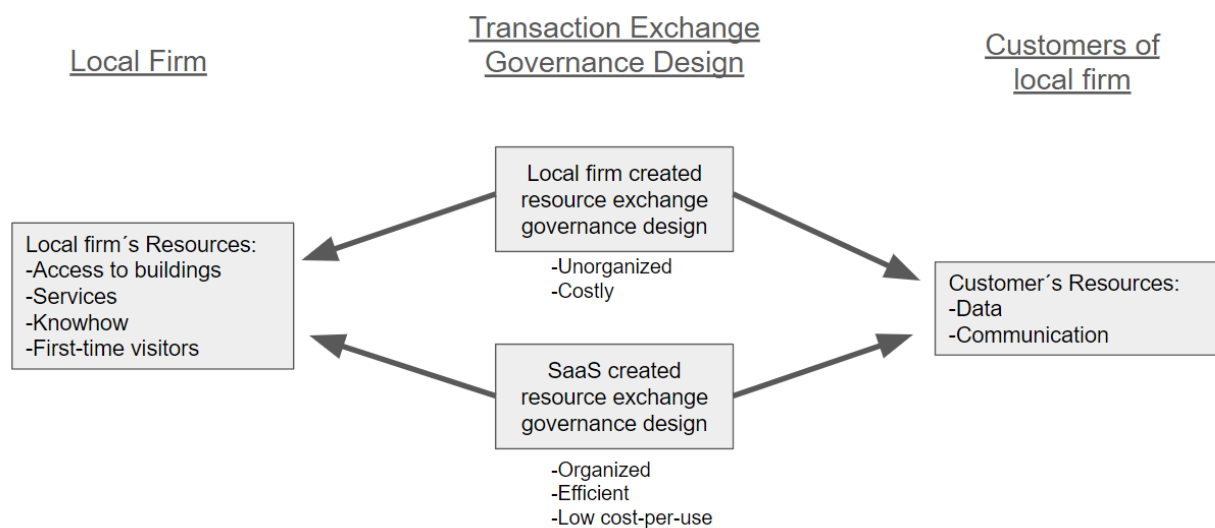 Local Firm
Transaction Exchange
Governance Design
Customers of
local firm
Local firm created
resource exchange
governance design
-Unorganized
-Costly
Local firm´s Resources:
-Access to buildings
-Services
-Knowhow
-First-time visitors
Customer´s Resources:
-Data
-Communication
SaaS created
resource exchange
governance design
-Organized
-Efficient
-Low cost-per-use